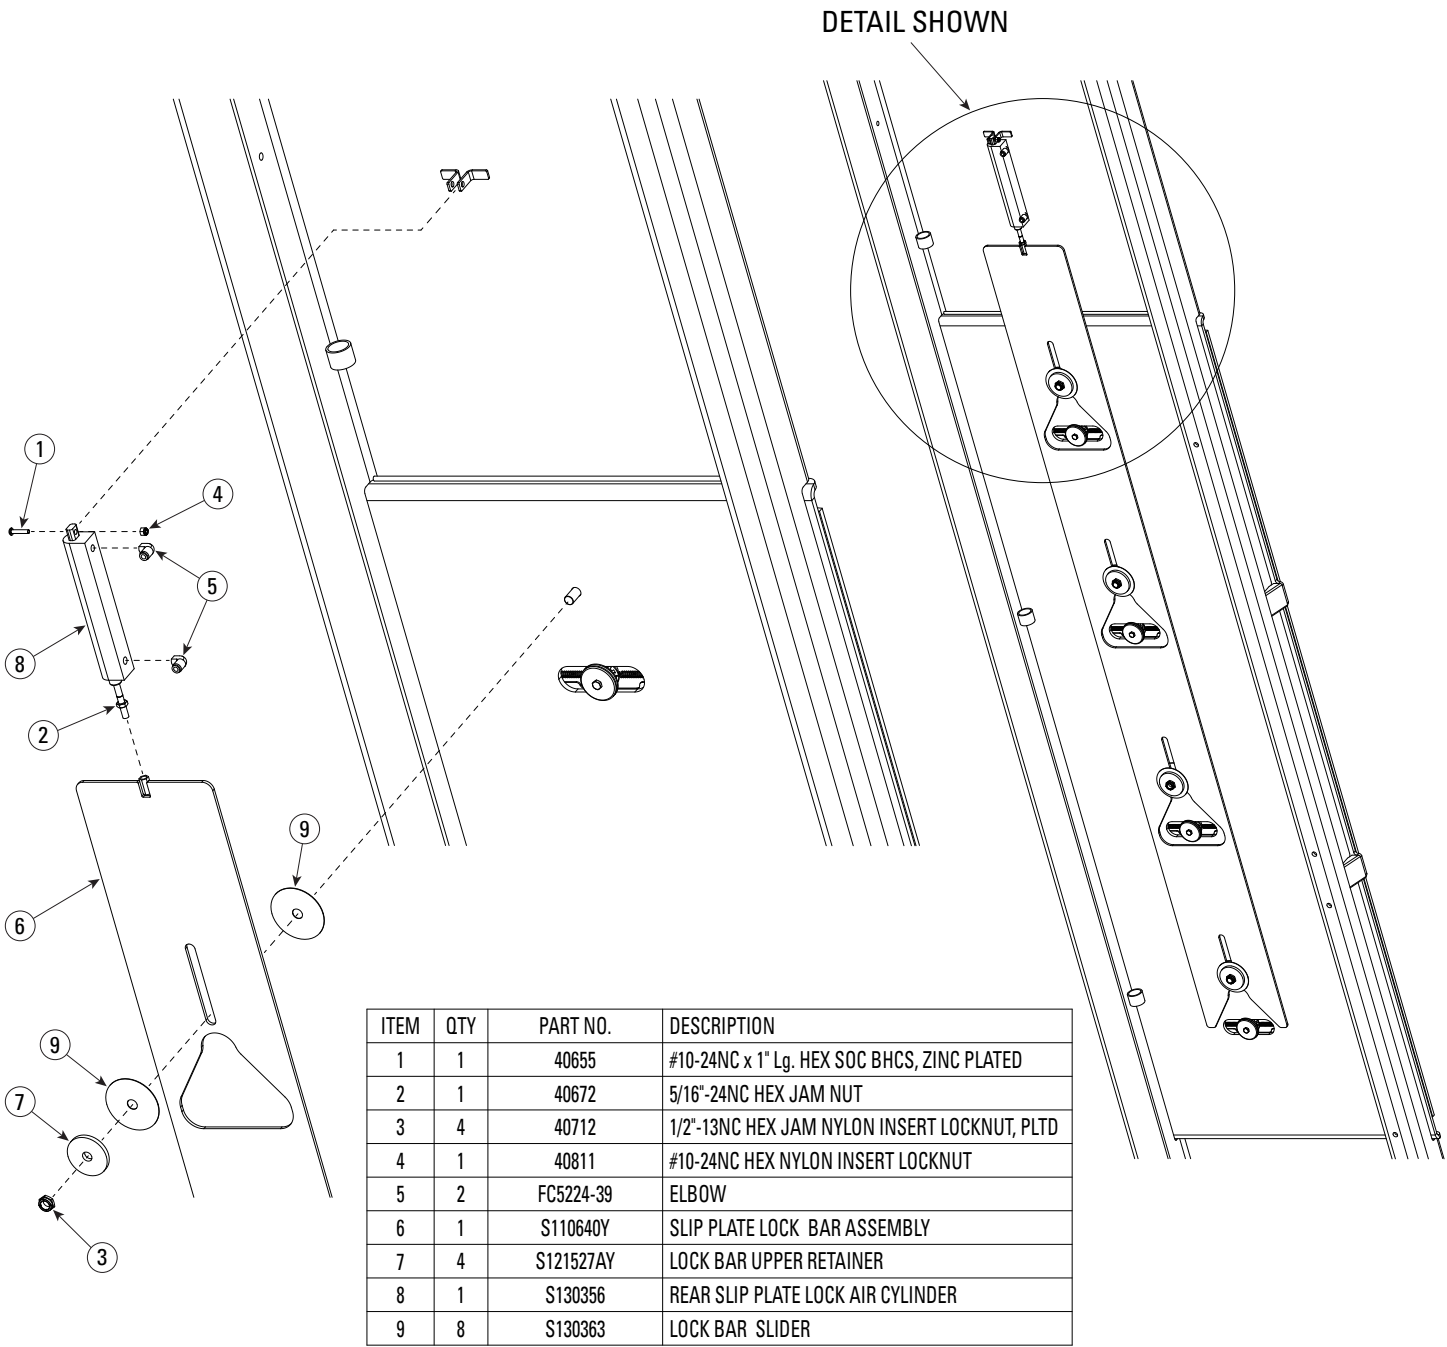 DETAIL SHOWN
1
4
5
8
2
9
6
9
7
3
ITEM QTY PART NO. DESCRIPTION
1 1 40655 #10-24NC x 1" Lg. HEX SOC BHCS, ZINC PLATED
2 1 40672 5/16"-24NC HEX JAM NUT
3 4 40712 1/2"-13NC HEX JAM NYLON INSERT LOCKNUT, PLTD
4 1 40811 #10-24NC HEX NYLON INSERT LOCKNUT
5 2 FC5224-39 ELBOW
6 1 S110640Y SLIP PLATE LOCK BAR ASSEMBLY
7 4 S121527AY LOCK BAR UPPER RETAINER
8 1 S130356 REAR SLIP PLATE LOCK AIR CYLINDER
9 8 S130363 LOCK BAR SLIDER